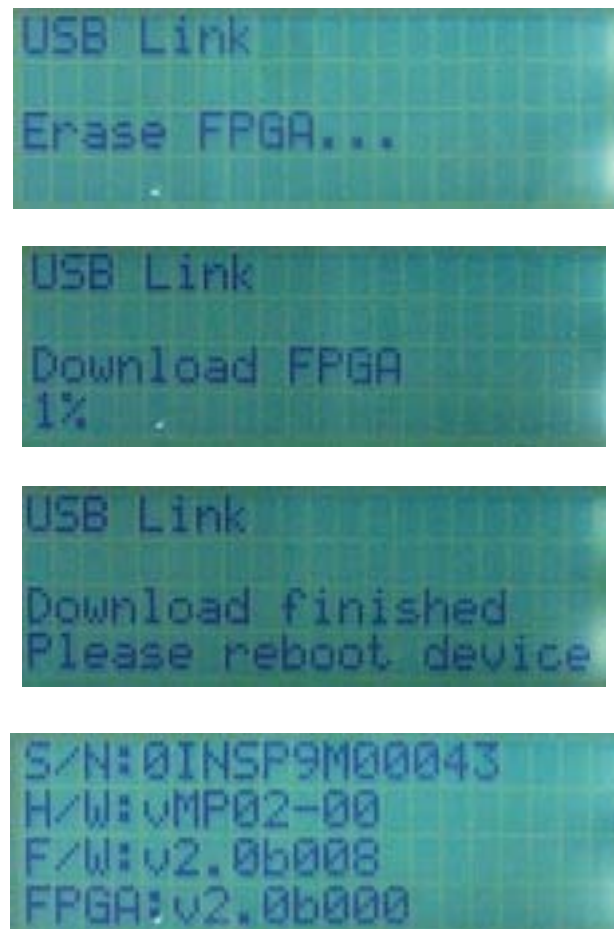 USB Link
Erase FPGA...
USB Link
Download FPGA
1%
USB Link
Download finished
Please reboot device
S/N:0INSP9M00043
H/W:vMP02-00
F/W:v2.0b008
FPGA:v2.0b000